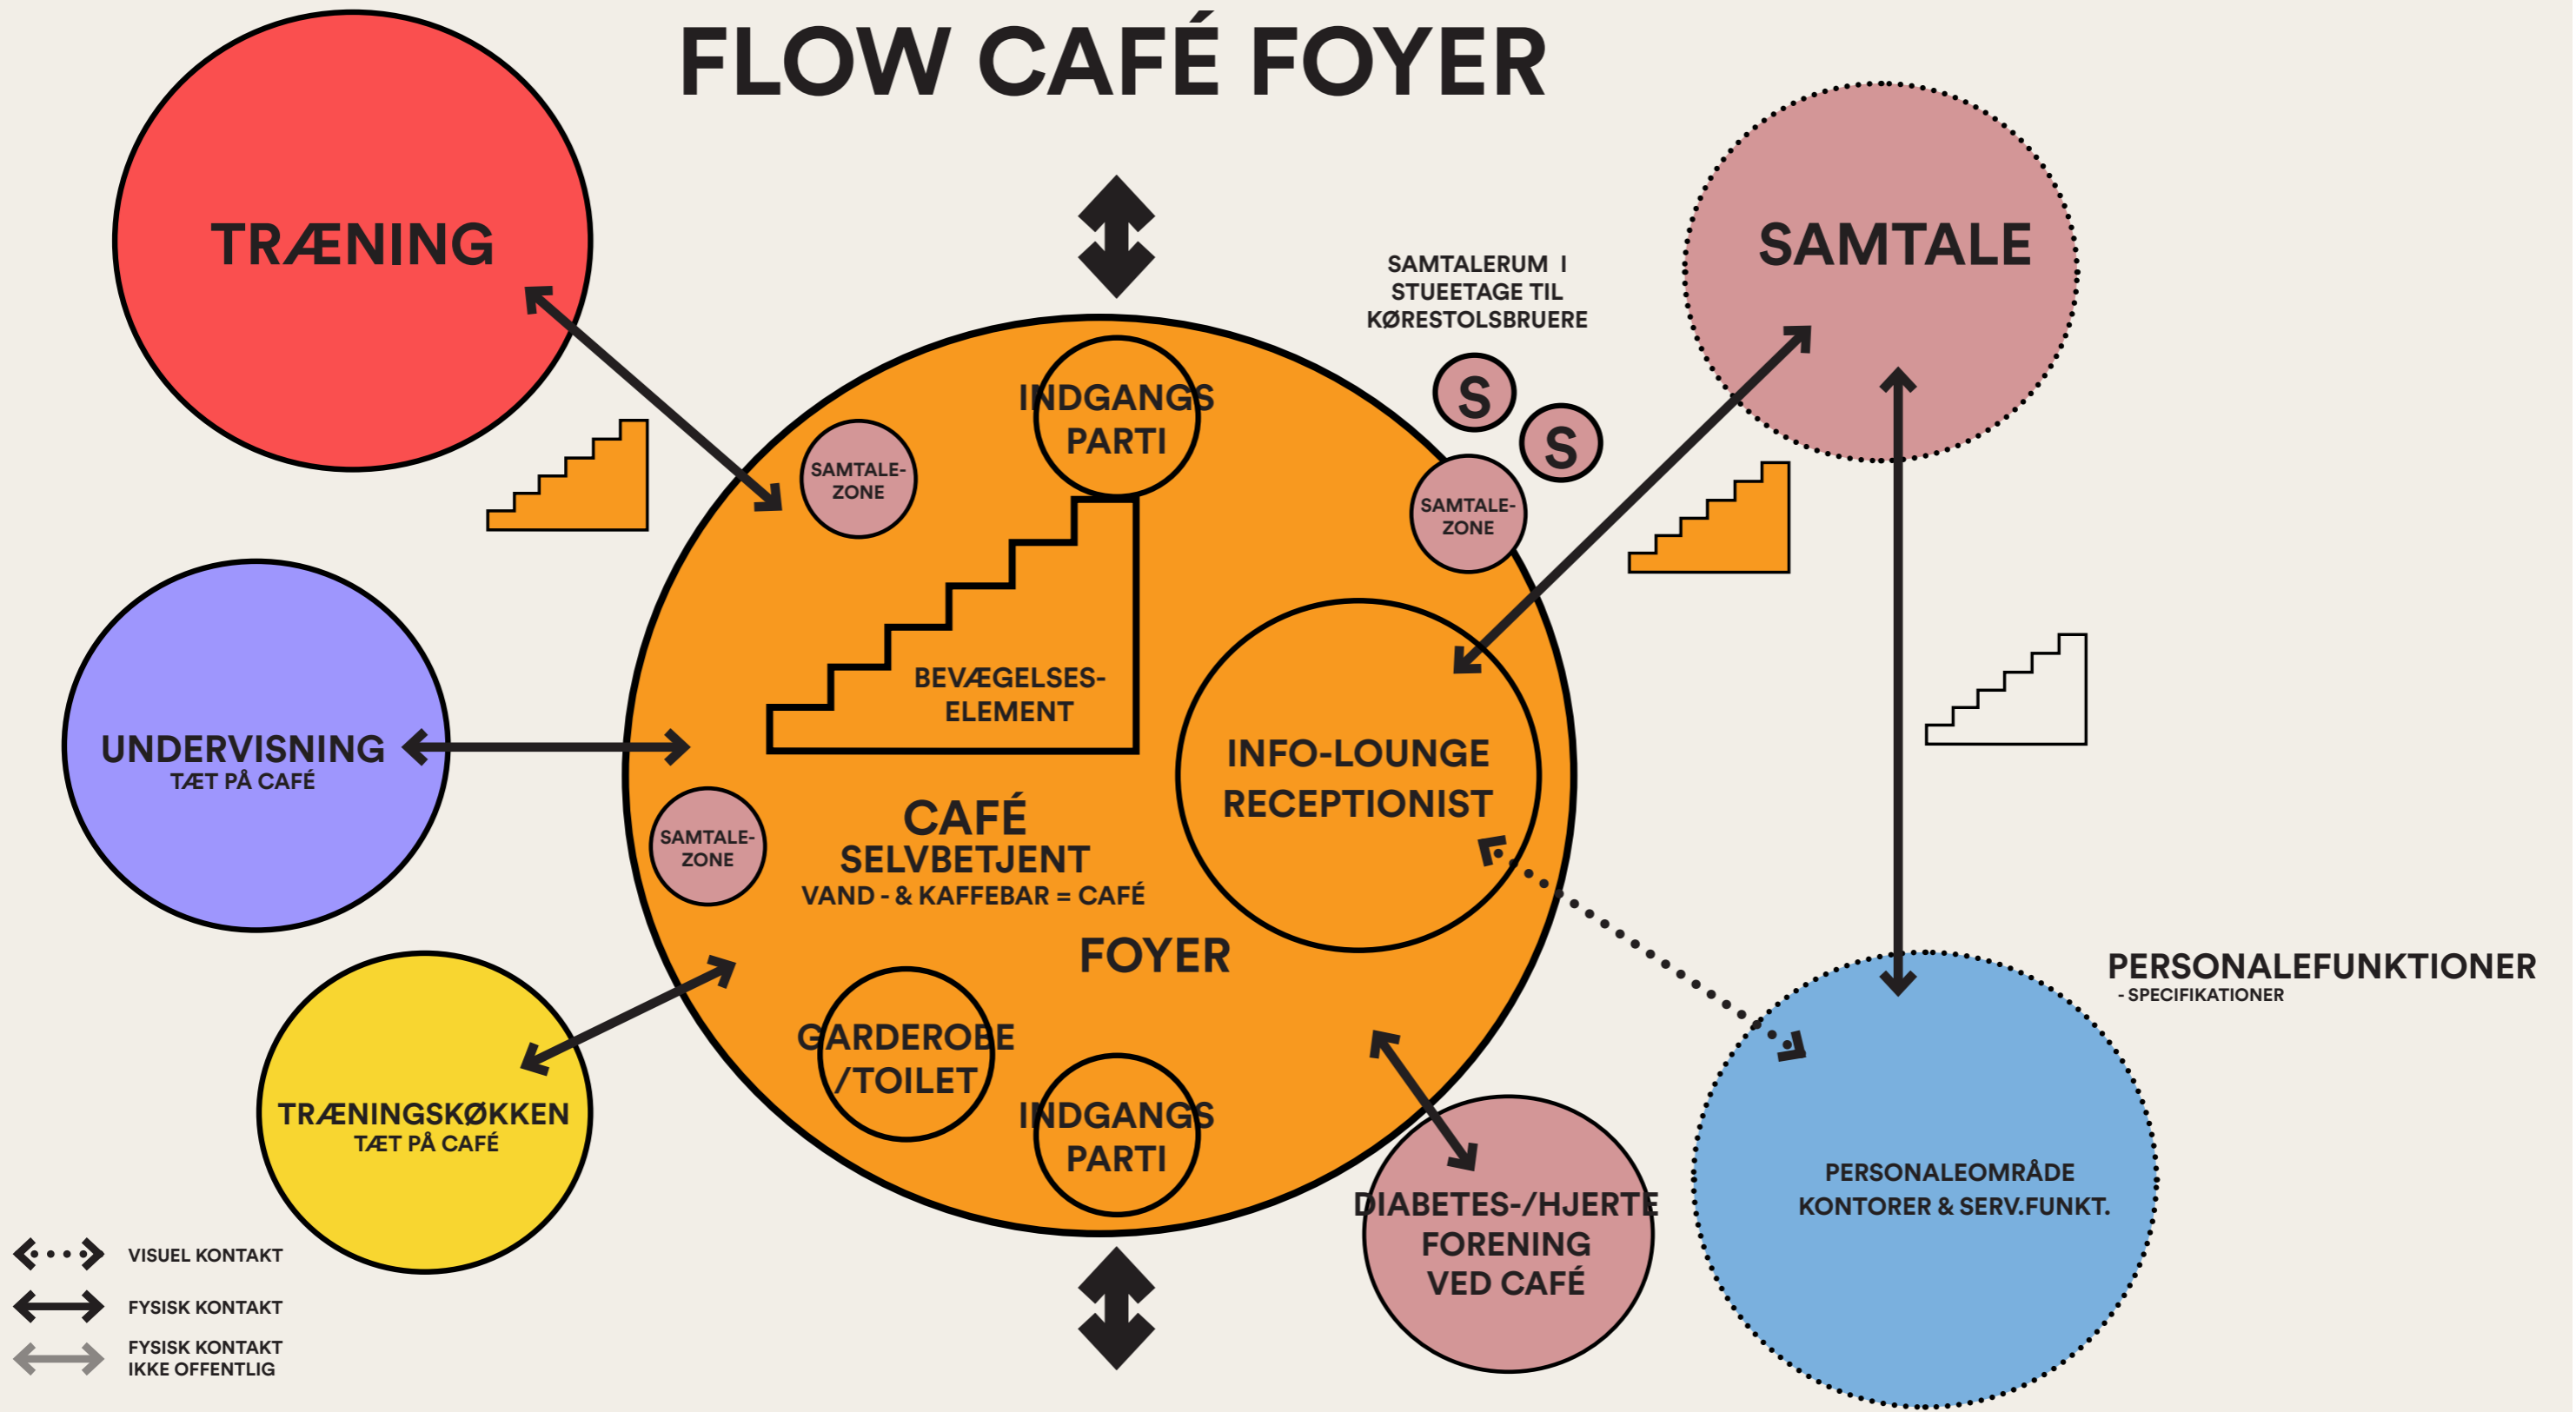 FLOW CAFÉ FOYER
TRÆNING
SAMTALE
SAMTALERUM I
STUEETAGE TIL
KØRESTOLSBRUERE
S
S
INDGANGS
PARTI
SAMTALE-
ZONE
SAMTALE-
ZONE
BEVÆGELSES-
ELEMENT
UNDERVISNING
TÆT PÅ CAFÉ
INFO-LOUNGE
RECEPTIONIST
SAMTALE-
ZONE
CAFÉ
SELVBETJENT
VAND - & KAFFEBAR = CAFÉ
FOYER
PERSONALEFUNKTIONER
- SPECIFIKATIONER
GARDEROBE
/TOILET
INDGANGS
PARTI
TRÆNINGSKØKKEN
TÆT PÅ CAFÉ
DIABETES-/HJERTE
FORENING
VED CAFÉ
PERSONALEOMRÅDE
KONTORER & SERV.FUNKT.
VISUEL KONTAKT
FYSISK KONTAKT
FYSISK KONTAKT
IKKE OFFENTLIG